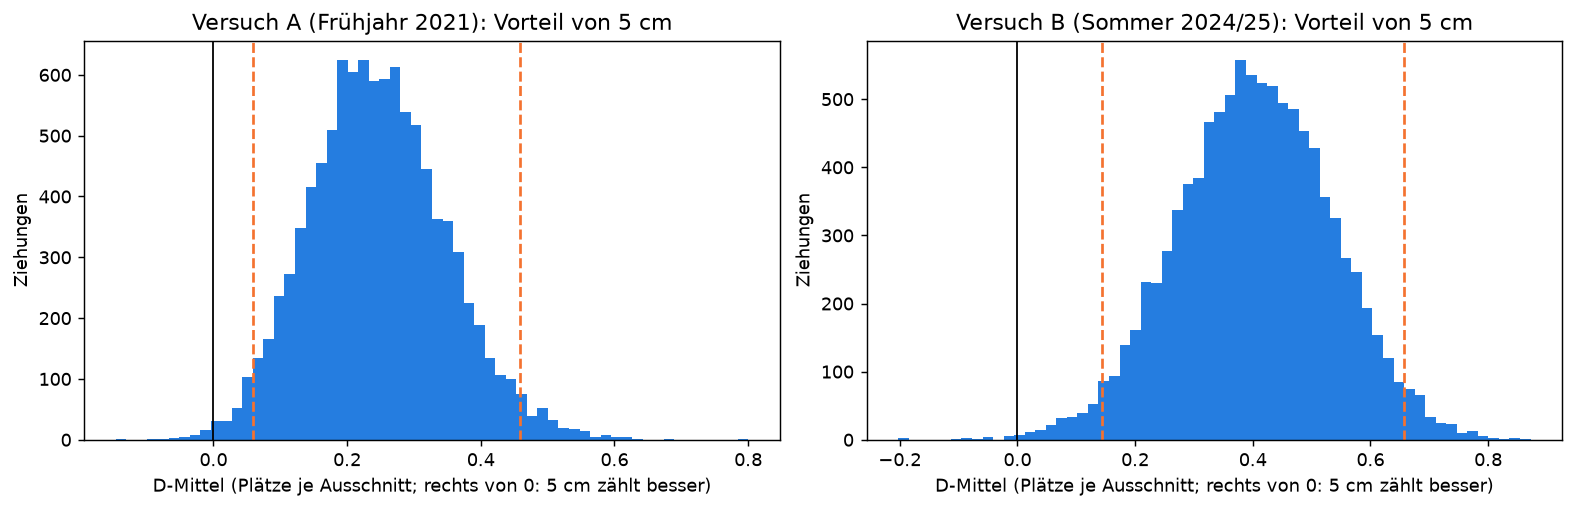 Versuch A (Frühjahr 2021): Vorteil von 5 cm
600
500
400
300
200
100
0
Ziehungen
0.0 0.2 0.4 0.6 0.8
D-Mittel (Plätze je Ausschnitt; rechts von 0: 5 cm zählt besser)
Versuch B (Sommer 2024/25): Vorteil von 5 cm
500
400
300
200
100
0
Ziehungen
−0.2 0.0 0.2 0.4 0.6 0.8
D-Mittel (Plätze je Ausschnitt; rechts von 0: 5 cm zählt besser)